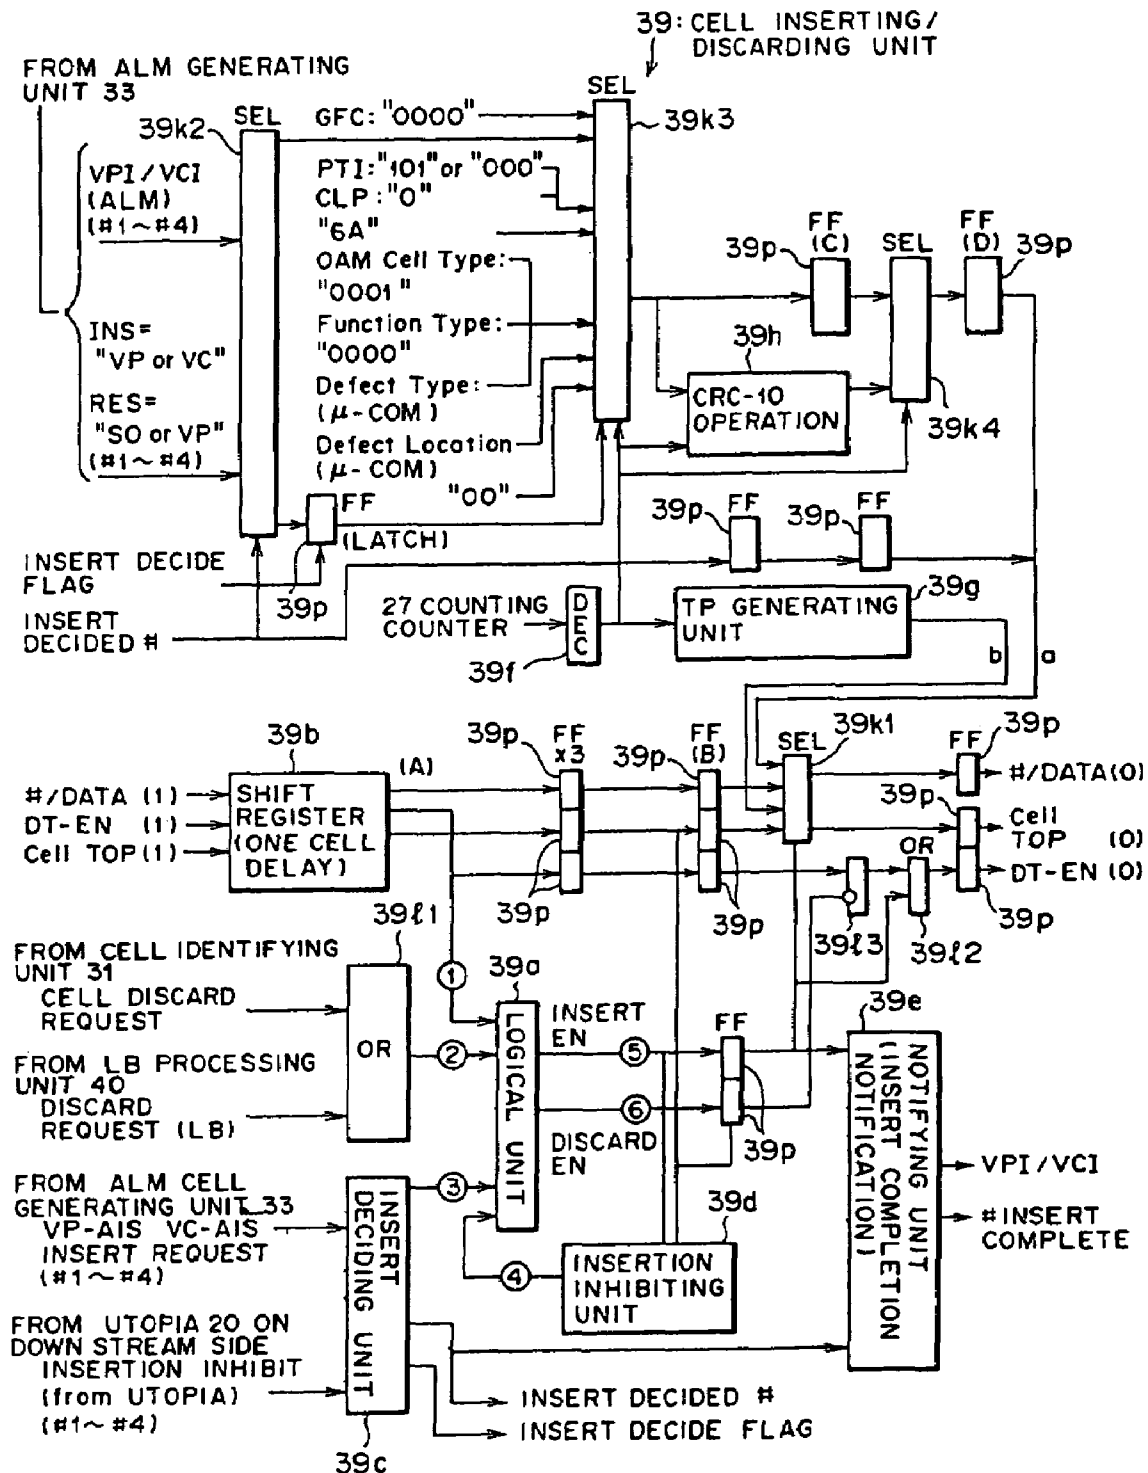 39: CELL INSERTING/
DISCARDING UNIT
FROM ALM GENERATING
UNIT 33
39k2
SEL
GFC: "0000"
SEL
39k3
VPI/VCI
(ALM)
(#1~#4)
PTI: "101" or "000"
CLP: "0"
"6A"
OAM Cell Type:
"0001"
Function Type:
"0000"
Defect Type:
(μ-COM)
Defect Location
(μ-COM)
"00"
INS=
"VP or VC"
RES=
"SO or VP"
(#1~#4)
39p
FF
(C)
SEL
FF
(D)
39p
39h
CRC-10
OPERATION
39k4
FF
(LATCH)
39p
39p
FF
39p
FF
INSERT DECIDE
FLAG
INSERT
DECIDED #
27 COUNTING
COUNTER
DEC
39f
TP GENERATING
UNIT
39g
b
a
39b
(A)
39p
FF
x3
39p
FF
(B)
SEL
39k1
FF
39p
#/DATA (1)
DT-EN (1)
Cell TOP (1)
SHIFT
REGISTER
(ONE CELL
DELAY)
#/DATA (0)
39p
Cell
TOP (0)
OR
DT-EN (0)
39p
39p
39p
39ℓ3
39ℓ2
39ℓ1
FROM CELL IDENTIFYING
UNIT 31
CELL DISCARD
REQUEST
OR
①
39a
LOGICAL UNIT
INSERT
EN
②
⑤
FF
39e
NOTIFYING UNIT
(INSERT COMPLETION
NOTIFICATION)
FROM LB PROCESSING
UNIT 40
DISCARD
REQUEST (LB)
⑥
DISCARD
EN
39p
VPI/VCI
FROM ALM CELL
GENERATING UNIT 33
VP-AIS VC-AIS
INSERT REQUEST
(#1~#4)
INSERT
DECIDING UNIT
③
39d
#INSERT
COMPLETE
④
INSERTION
INHIBITING
UNIT
FROM UTOPIA 20 ON
DOWN STREAM SIDE
INSERTION INHIBIT
(from UTOPIA)
(#1~#4)
INSERT DECIDED #
INSERT DECIDE FLAG
39c